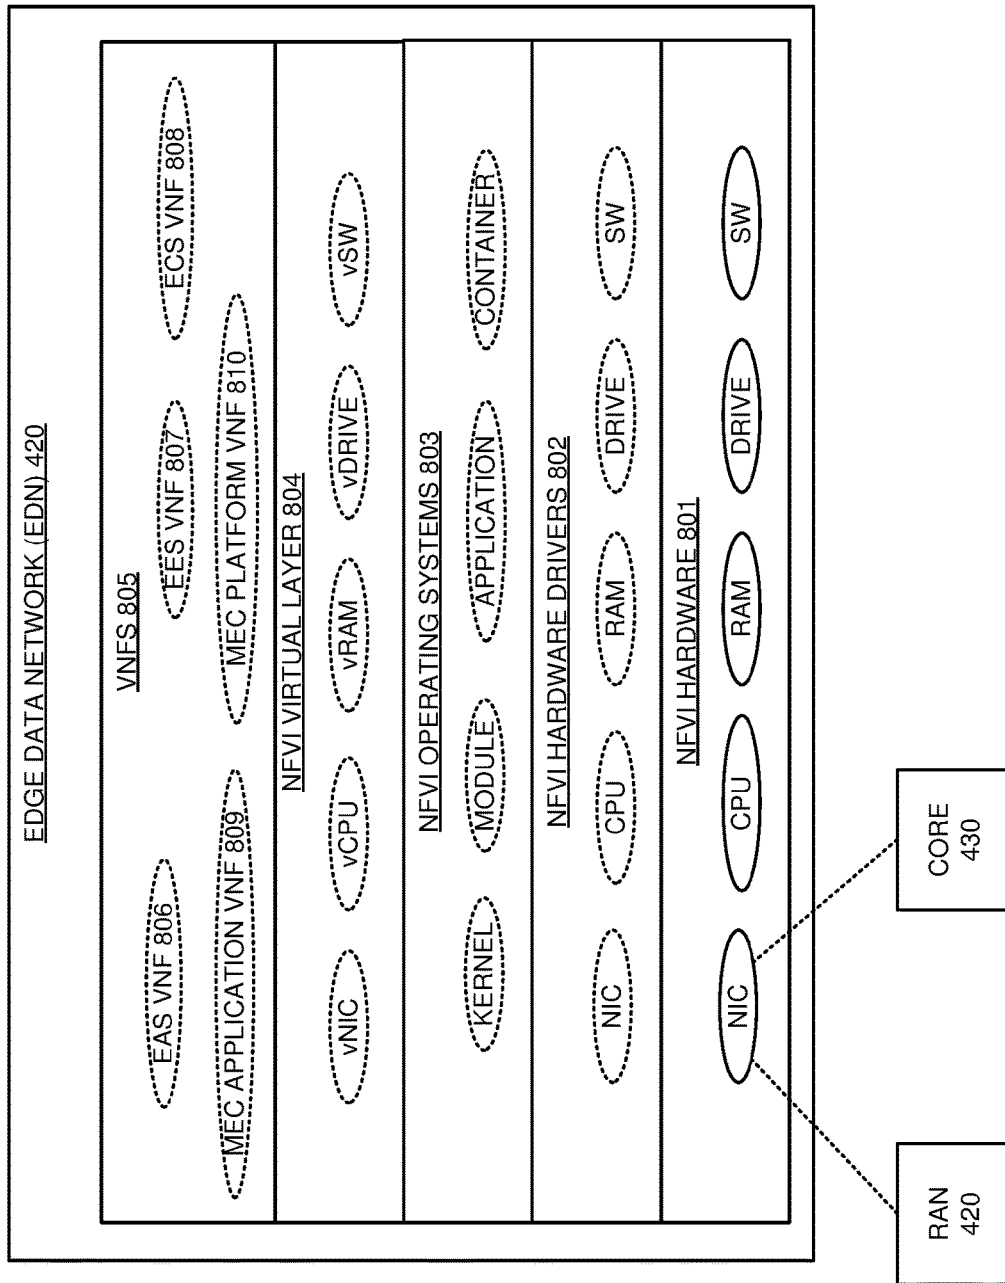 EDGE DATA NETWORK (EDN) 420
VNFS 805
EAS VNF 806
EES VNF 807
ECS VNF 808
MEC APPLICATION VNF 809
MEC PLATFORM VNF 810
NFVI VIRTUAL LAYER 804
vNIC
vCPU
vRAM
vDRIVE
vSW
NFVI OPERATING SYSTEMS 803
KERNEL
MODULE
APPLICATION
CONTAINER
NFVI HARDWARE DRIVERS 802
NIC
CPU
RAM
DRIVE
SW
NFVI HARDWARE 801
NIC
CPU
RAM
DRIVE
SW
RAN
420
CORE
430